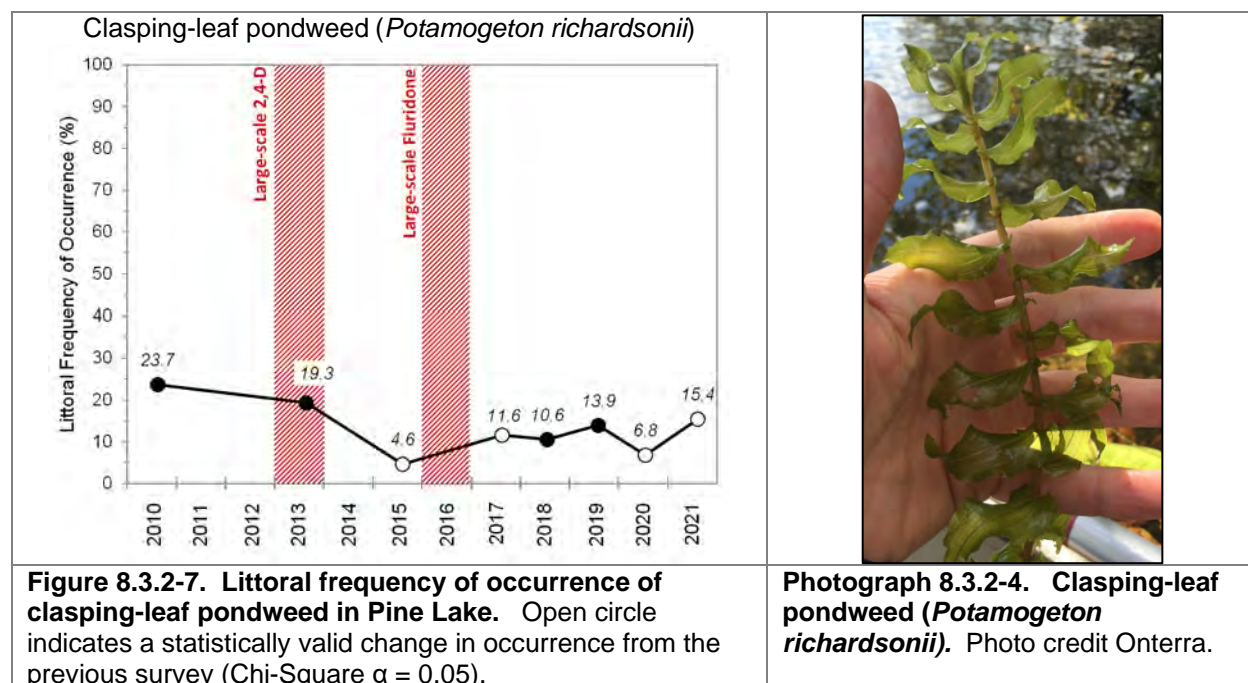 Clasping-leaf pondweed (Potamogeton richardsonii)
Littoral Frequency of Occurrence (%)
100
90
80
70
60
50
40
30
20
10
0
Large-scale 2,4-D
Large-scale Fluridone
23.7
19.3
4.6
11.6
10.6
13.9
6.8
15.4
2010
2011
2012
2013
2014
2015
2016
2017
2018
2019
2020
2021
Figure 8.3.2-7. Littoral frequency of occurrence of
clasping-leaf pondweed in Pine Lake. Open circle
indicates a statistically valid change in occurrence from the
previous survey (Chi-Square α = 0.05).
Photograph 8.3.2-4. Clasping-leaf
pondweed (Potamogeton
richardsonii). Photo credit Onterra.